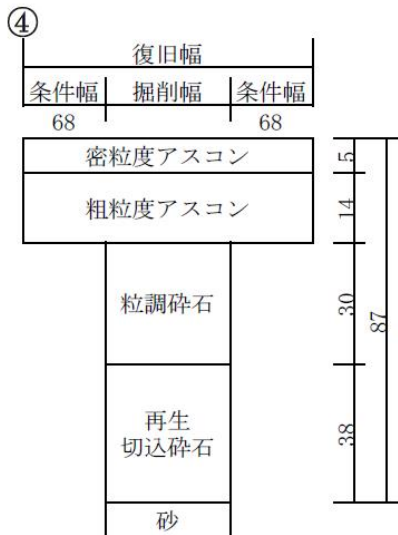 ④
復旧幅
条件幅 掘削幅 条件幅
68 68
密粒度アスコン 5
粗粒度アスコン 14
粒調砕石 30
87
再生
切込砕石 38
砂